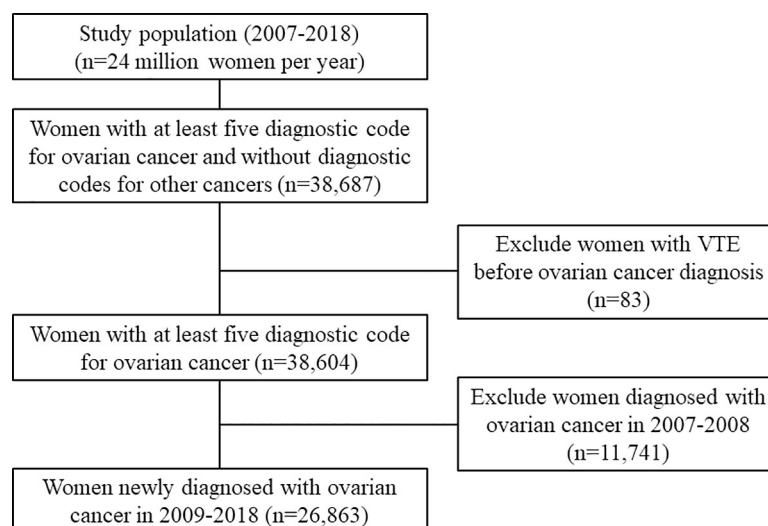 Study population (2007-2018)
(n=24 million women per year)
Women with at least five diagnostic code
for ovarian cancer and without diagnostic
codes for other cancers (n=38,687)
Exclude women with VTE
before ovarian cancer diagnosis
(n=83)
Women with at least five diagnostic code
for ovarian cancer (n=38,604)
Exclude women diagnosed with
ovarian cancer in 2007-2008
(n=11,741)
Women newly diagnosed with ovarian
cancer in 2009-2018 (n=26,863)